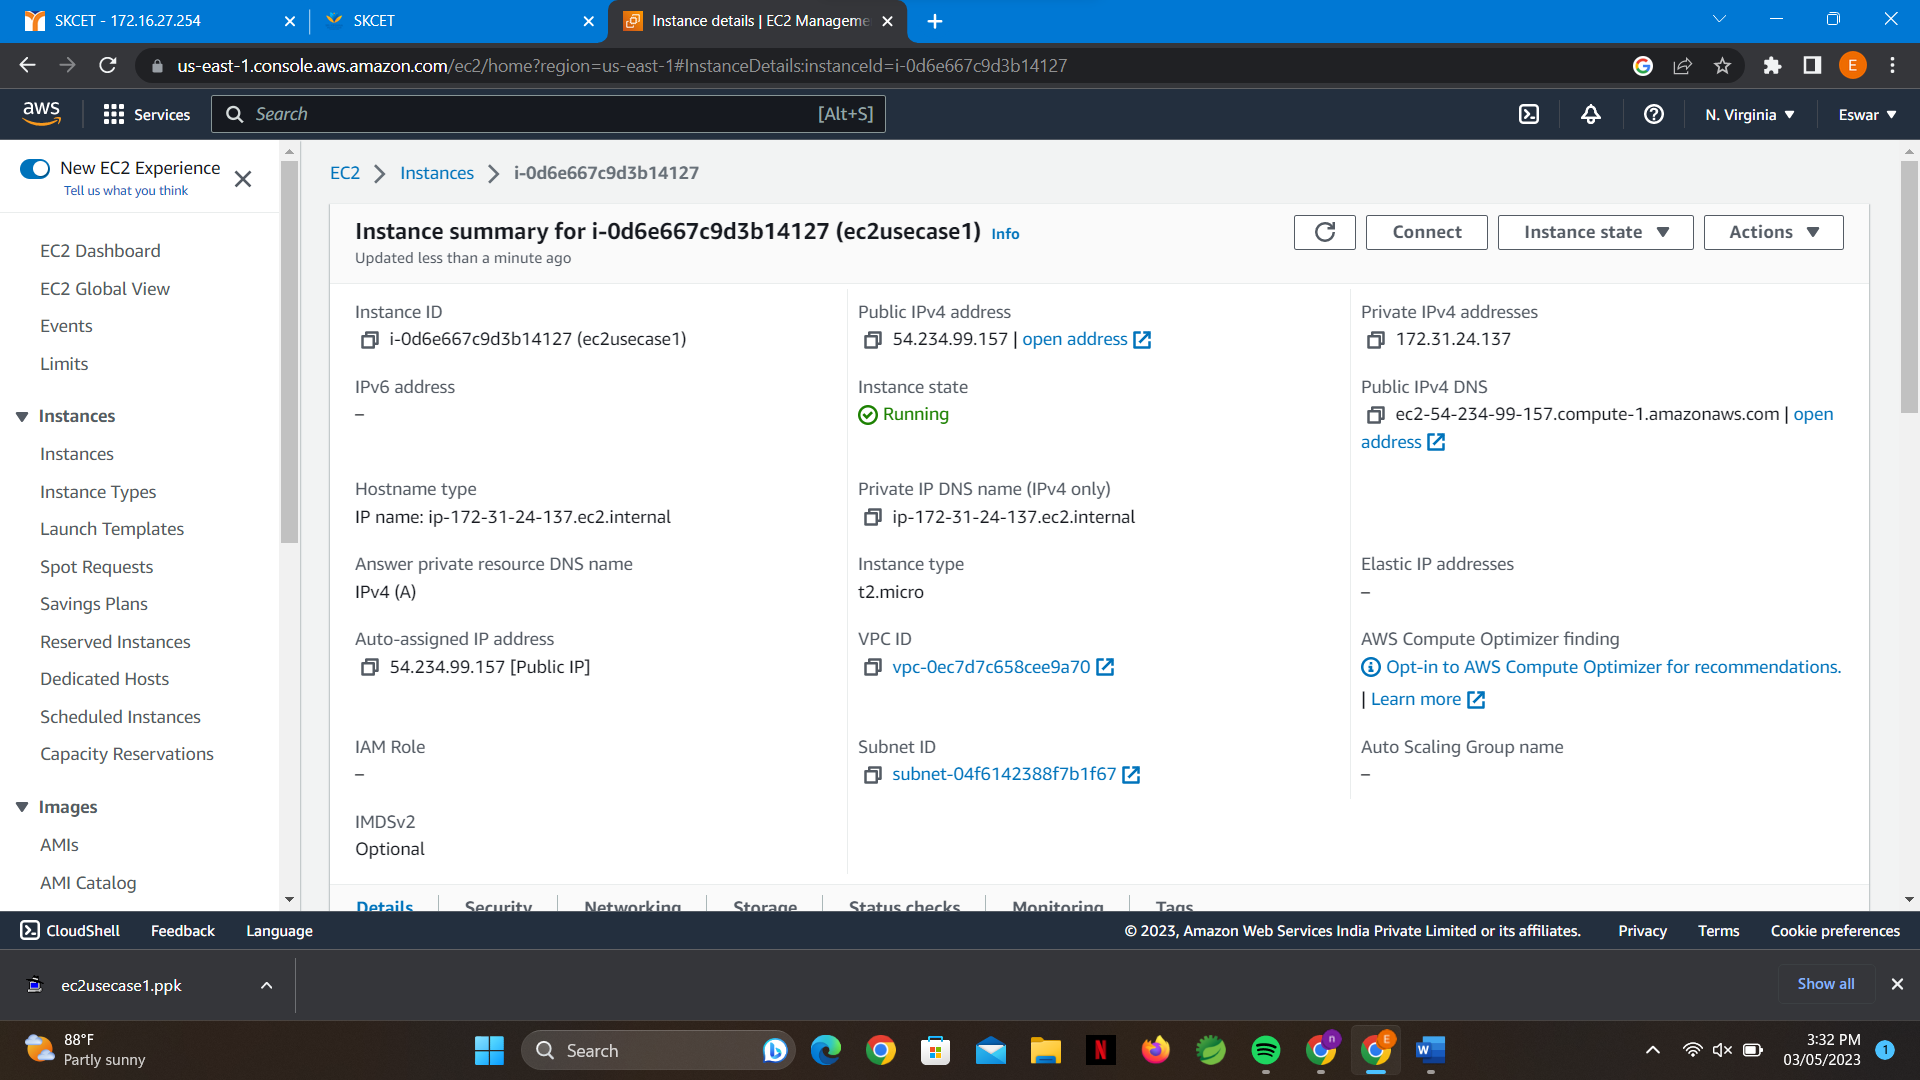 SKCET - 172.16.27.254
SKCET
Instance details | EC2 Manageme
us-east-1.console.aws.amazon.com/ec2/home?region=us-east-1#InstanceDetails:instanceId=i-0d6e667c9d3b14127
E
aws
Services
Search
[Alt+S]
N. Virginia
Eswar
New EC2 Experience
Tell us what you think
EC2 Dashboard
EC2 Global View
Events
Limits
Instances
Instances
Instance Types
Launch Templates
Spot Requests
Savings Plans
Reserved Instances
Dedicated Hosts
Scheduled Instances
Capacity Reservations
Images
AMIs
AMI Catalog
EC2 > Instances > i-0d6e667c9d3b14127
Instance summary for i-0d6e667c9d3b14127 (ec2usecase1) Info
Updated less than a minute ago
Connect
Instance state
Actions
Instance ID
i-0d6e667c9d3b14127 (ec2usecase1)
Public IPv4 address
54.234.99.157 | open address
Private IPv4 addresses
172.31.24.137
IPv6 address
–
Instance state
Running
Public IPv4 DNS
ec2-54-234-99-157.compute-1.amazonaws.com | open
address
Hostname type
IP name: ip-172-31-24-137.ec2.internal
Private IP DNS name (IPv4 only)
ip-172-31-24-137.ec2.internal
Answer private resource DNS name
IPv4 (A)
Instance type
t2.micro
Elastic IP addresses
–
Auto-assigned IP address
54.234.99.157 [Public IP]
VPC ID
vpc-0ec7d7c658cee9a70
AWS Compute Optimizer finding
Opt-in to AWS Compute Optimizer for recommendations.
| Learn more
IAM Role
–
Subnet ID
subnet-04f6142388f7b1f67
Auto Scaling Group name
–
IMDSv2
Optional
Details
Security
Networking
Storage
Status checks
Monitoring
Tags
CloudShell
Feedback
Language
© 2023, Amazon Web Services India Private Limited or its affiliates.
Privacy
Terms
Cookie preferences
ec2usecase1.ppk
Show all
88°F
Partly sunny
Search
N
n
E
W
3:32 PM
03/05/2023
1